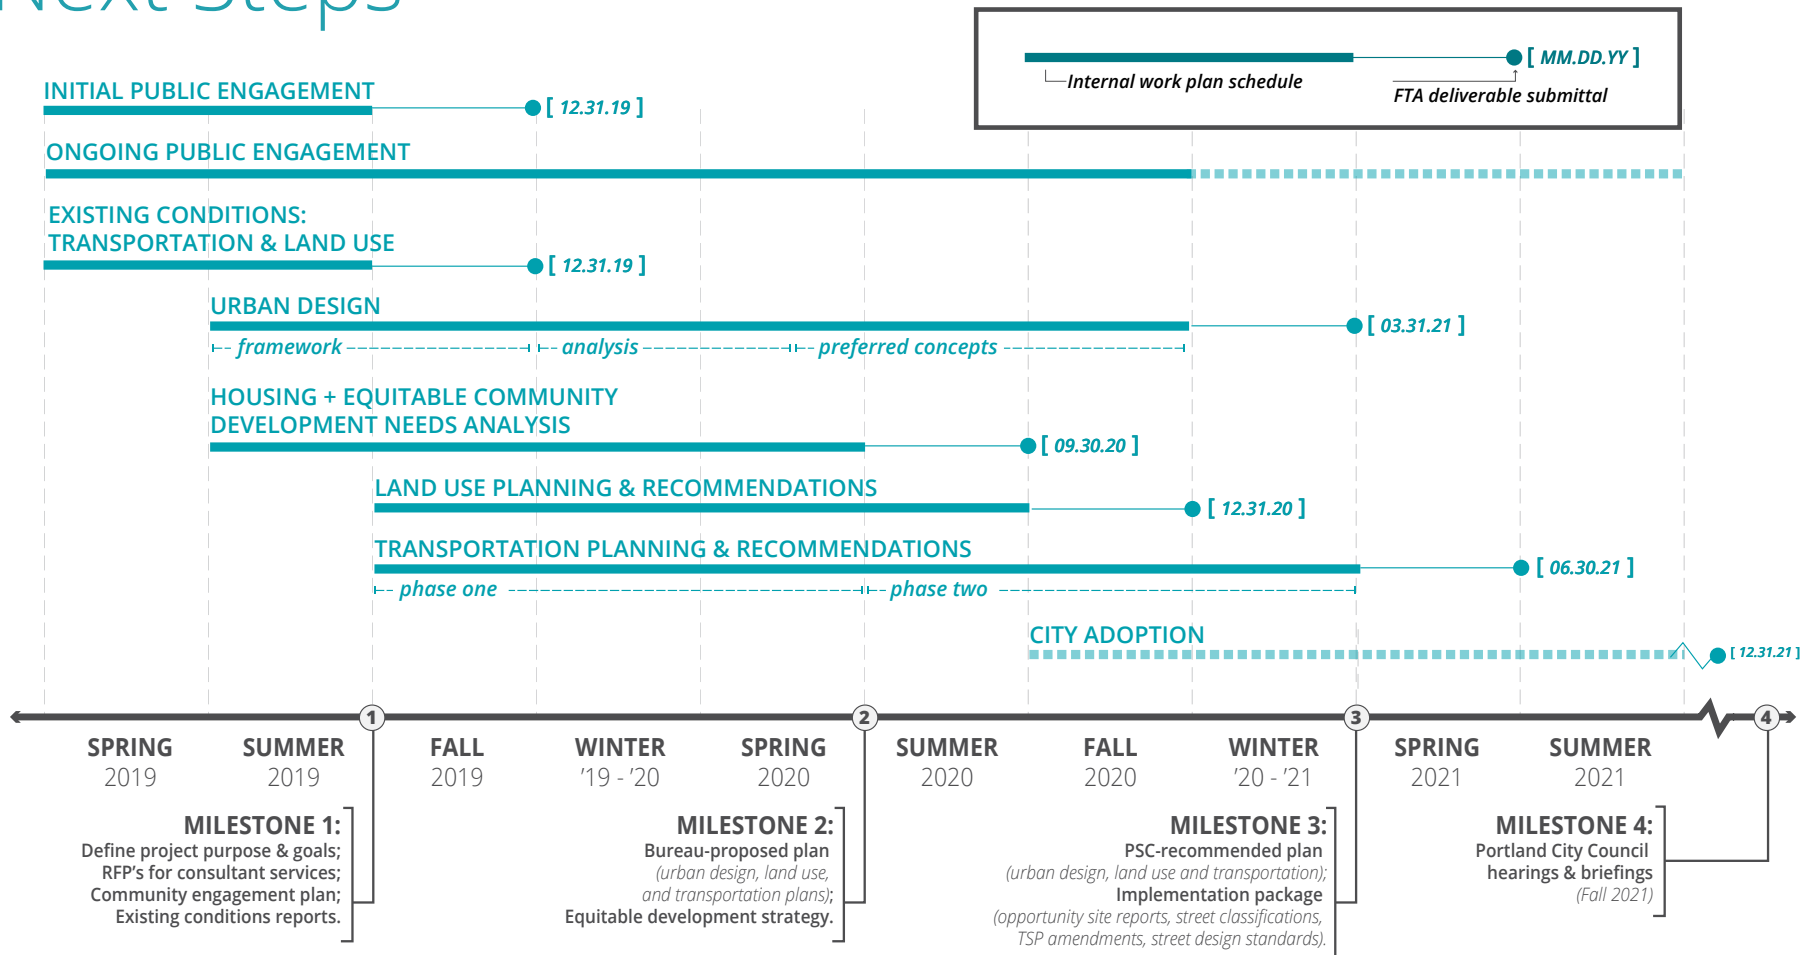 Next Steps
[ MM.DD.YY ]
Internal work plan schedule
FTA deliverable submittal
INITIAL PUBLIC ENGAGEMENT
[ 12.31.19 ]
ONGOING PUBLIC ENGAGEMENT
EXISTING CONDITIONS:
TRANSPORTATION & LAND USE
[ 12.31.19 ]
URBAN DESIGN
[ 03.31.21 ]
framework
analysis
preferred concepts
HOUSING + EQUITABLE COMMUNITY
DEVELOPMENT NEEDS ANALYSIS
[ 09.30.20 ]
LAND USE PLANNING & RECOMMENDATIONS
[ 12.31.20 ]
TRANSPORTATION PLANNING & RECOMMENDATIONS
[ 06.30.21 ]
phase one
phase two
CITY ADOPTION
[ 12.31.21 ]
1
2
3
4
SPRING
2019
SUMMER
2019
FALL
2019
WINTER
'19 - '20
SPRING
2020
SUMMER
2020
FALL
2020
WINTER
'20 - '21
SPRING
2021
SUMMER
2021
MILESTONE 1:
Define project purpose & goals;
RFP's for consultant services;
Community engagement plan;
Existing conditions reports.
MILESTONE 2:
Bureau-proposed plan
(urban design, land use,
and transportation plans);
Equitable development strategy.
MILESTONE 3:
PSC-recommended plan
(urban design, land use and transportation);
Implementation package
(opportunity site reports, street classifications,
TSP amendments, street design standards).
MILESTONE 4:
Portland City Council
hearings & briefings
(Fall 2021)